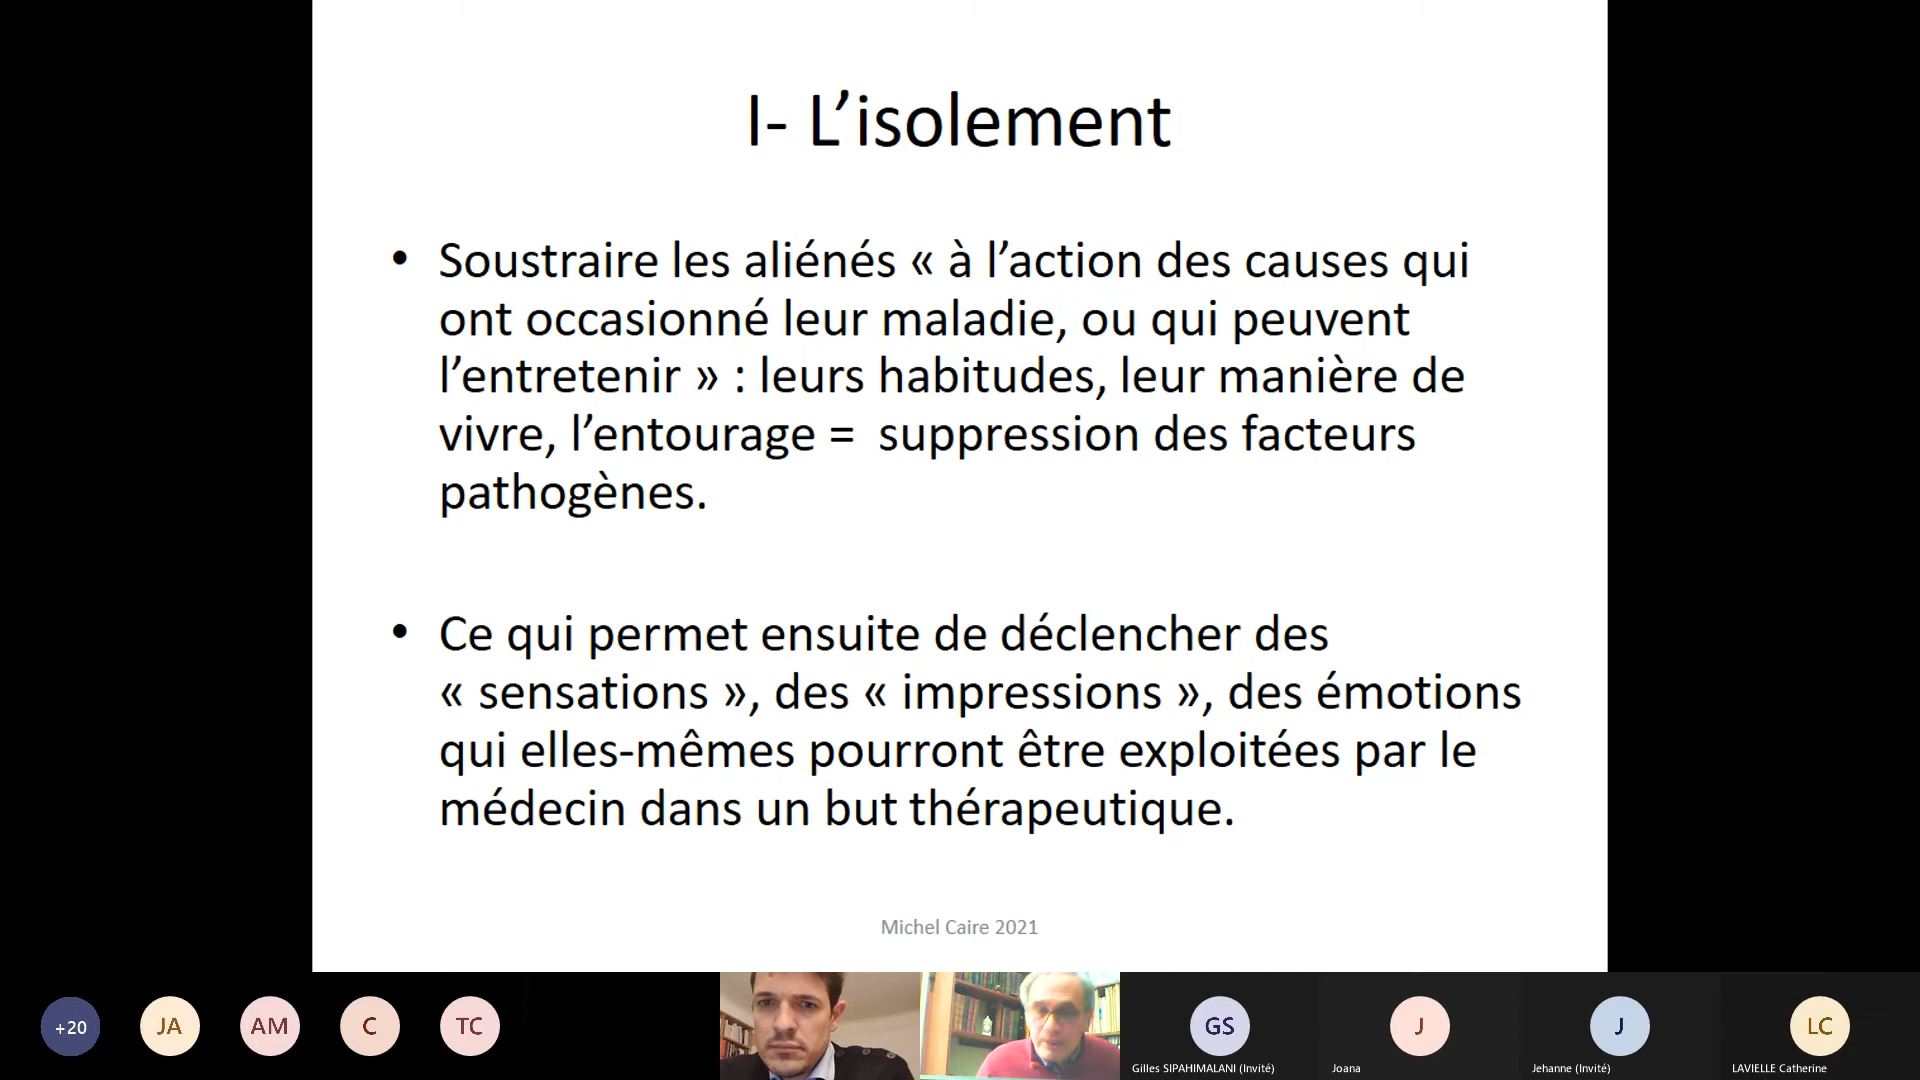 I- L’isolement
• Soustraire les aliénés « à l’action des causes qui
ont occasionné leur maladie, ou qui peuvent
l’entretenir » : leurs habitudes, leur manière de
vivre, l’entourage = suppression des facteurs
pathogènes.
• Ce qui permet ensuite de déclencher des
« sensations », des « impressions », des émotions
qui elles-mêmes pourront être exploitées par le
médecin dans un but thérapeutique.
Michel Caire 2021
+20 JA AM C TC GS J J LC
Gilles SIPAHIMALANI (Invité) Joana Jehanne (Invité) LAVIELLE Catherine